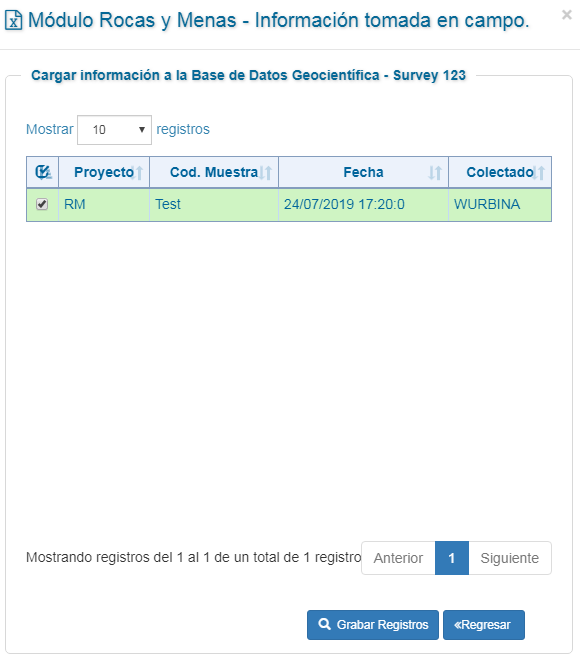 Módulo Rocas y Menas - Información tomada en campo. ×
Cargar información a la Base de Datos Geocientífica - Survey 123
Mostrar 10 registros
Proyecto Cod. Muestra Fecha Colectado
RM Test 24/07/2019 17:20:0 WURBINA
Mostrando registros del 1 al 1 de un total de 1 registro Anterior 1 Siguiente
Grabar Registros «Regresar